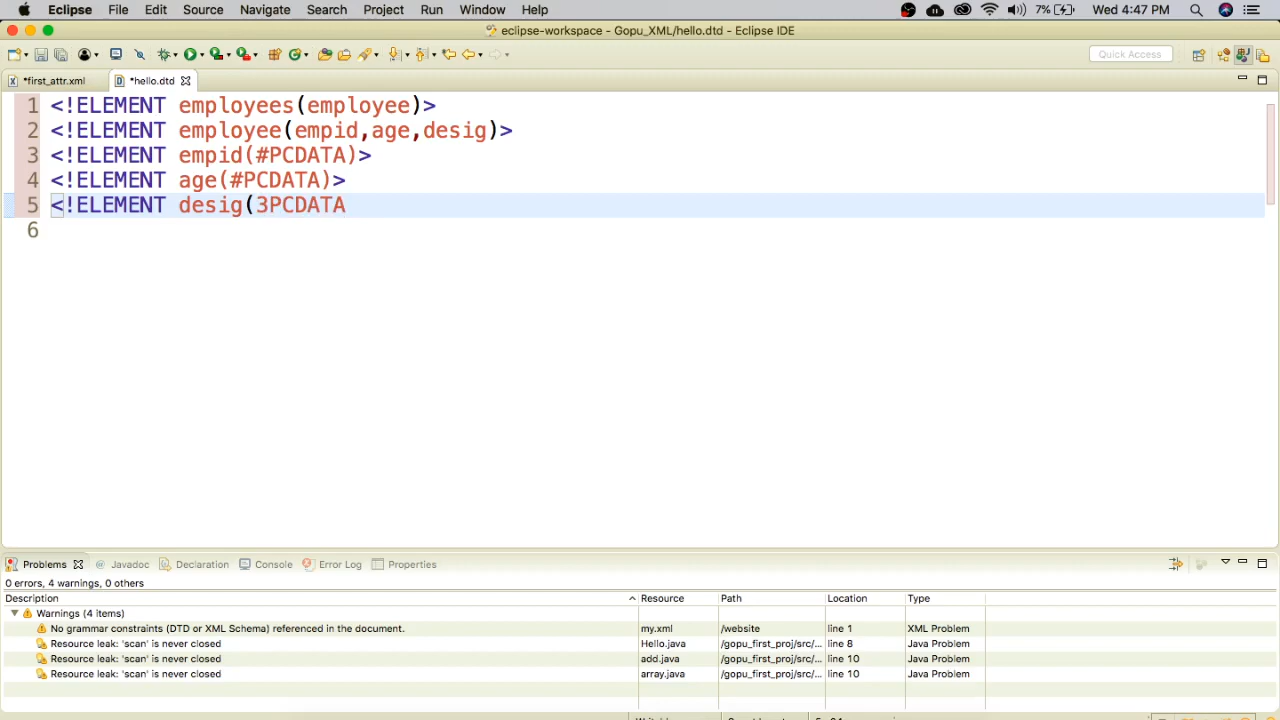 Eclipse File Edit Source Navigate Search Project Run Window Help 7% Wed 4:47 PM
eclipse-workspace - Gopu_XML/hello.dtd - Eclipse IDE
Quick Access
*first_attr.xml *hello.dtd
1 <!ELEMENT employees(employee)>
2 <!ELEMENT employee(empid,age,desig)>
3 <!ELEMENT empid(#PCDATA)>
4 <!ELEMENT age(#PCDATA)>
5 <!ELEMENT desig(3PCDATA
6
Problems Javadoc Declaration Console Error Log Properties
0 errors, 4 warnings, 0 others
Description Resource Path Location Type
Warnings (4 items)
No grammar constraints (DTD or XML Schema) referenced in the document. my.xml /website line 1 XML Problem
Resource leak: 'scan' is never closed Hello.java /gopu_first_proj/src/... line 8 Java Problem
Resource leak: 'scan' is never closed add.java /gopu_first_proj/src/... line 10 Java Problem
Resource leak: 'scan' is never closed array.java /gopu_first_proj/src/... line 10 Java Problem